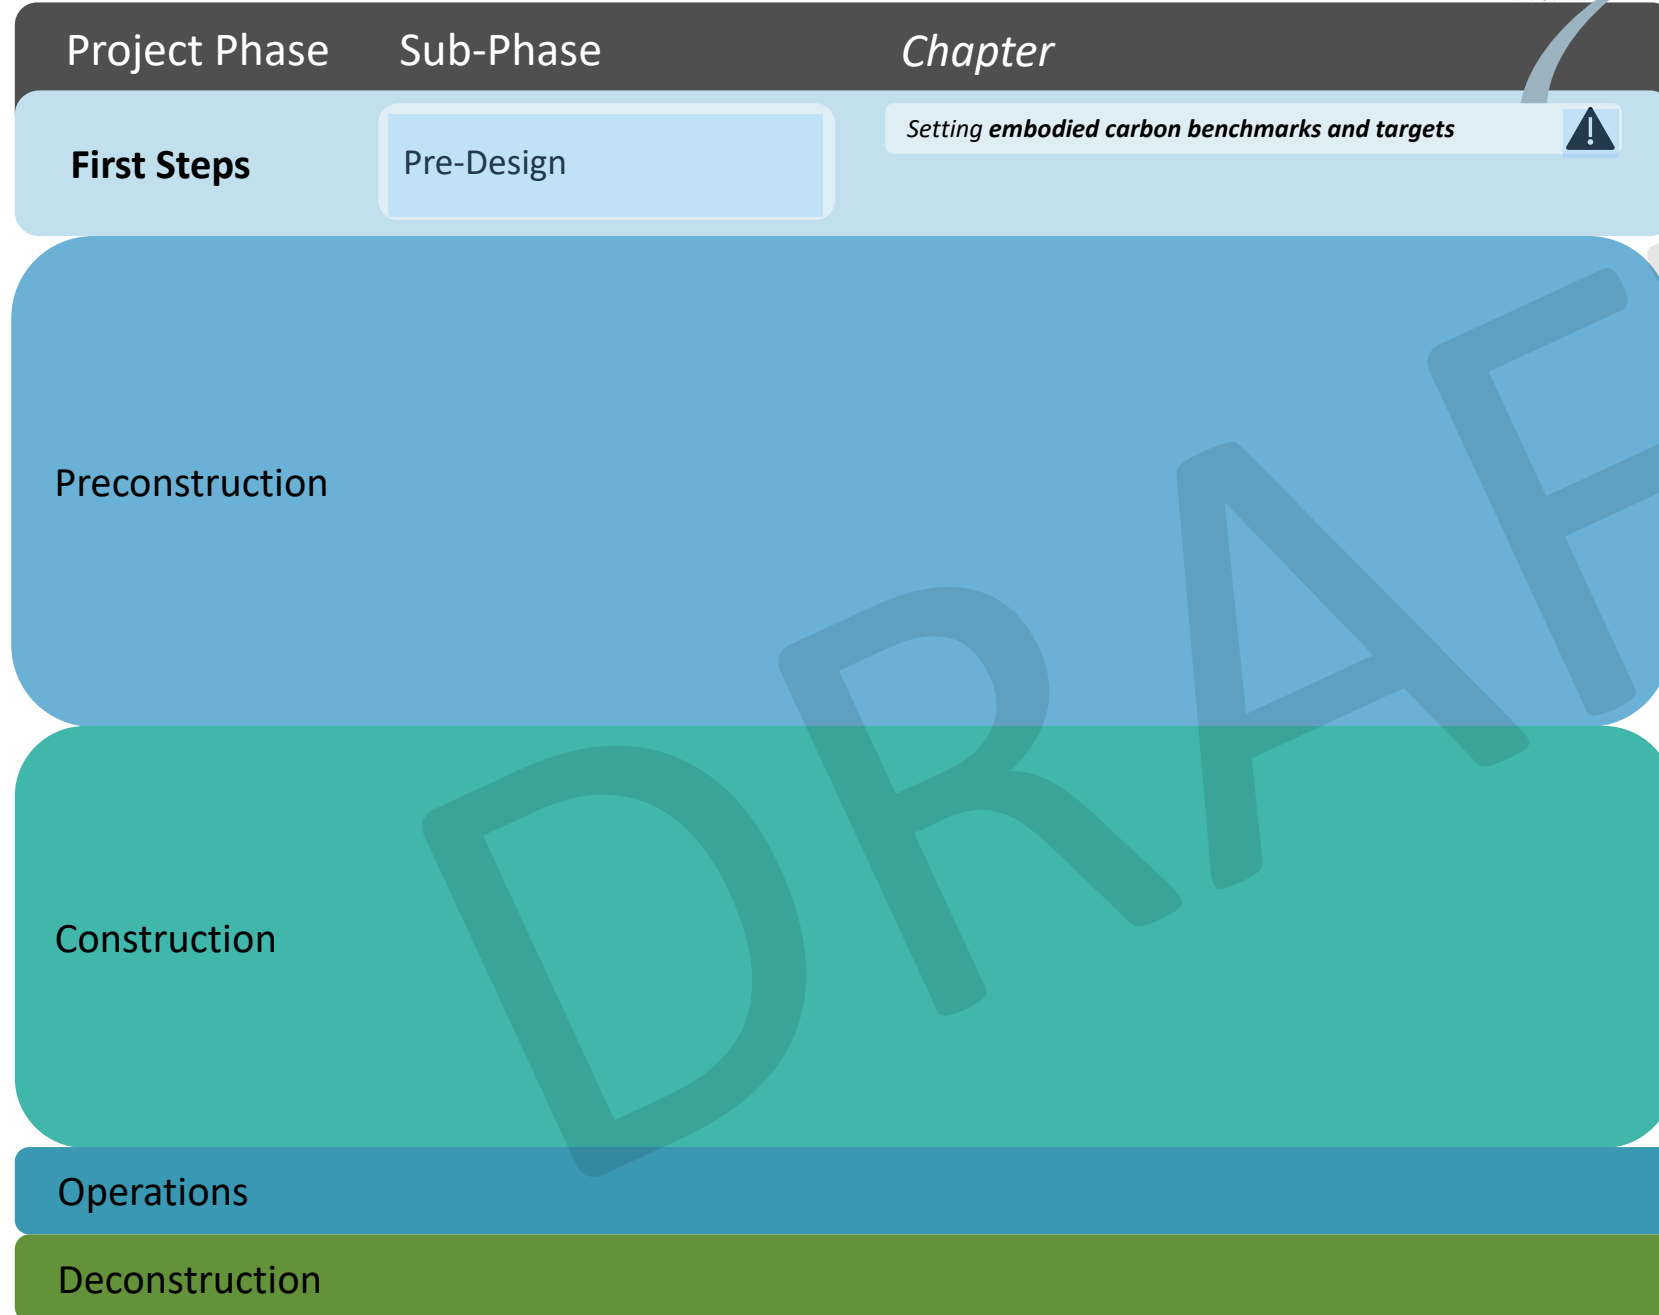 Project Phase Sub-Phase Chapter
Setting embodied carbon benchmarks and targets
First Steps Pre-Design
Preconstruction
Construction
Operations
Deconstruction
DRAF